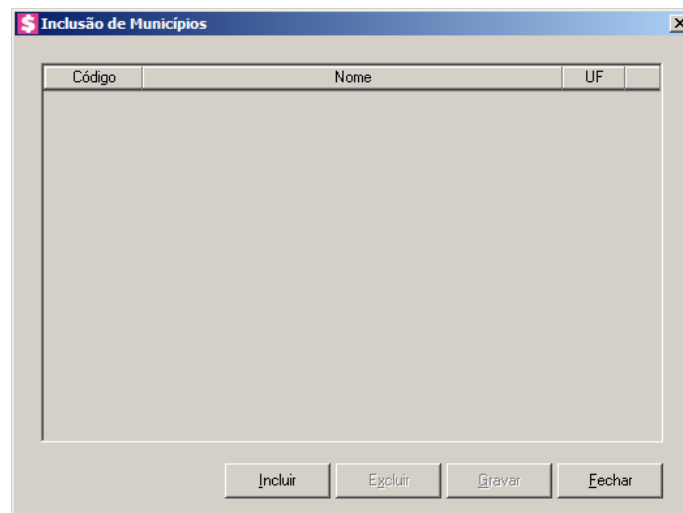 $ Inclusão de Municípios
Código Nome UF
Incluir Excluir Gravar Fechar